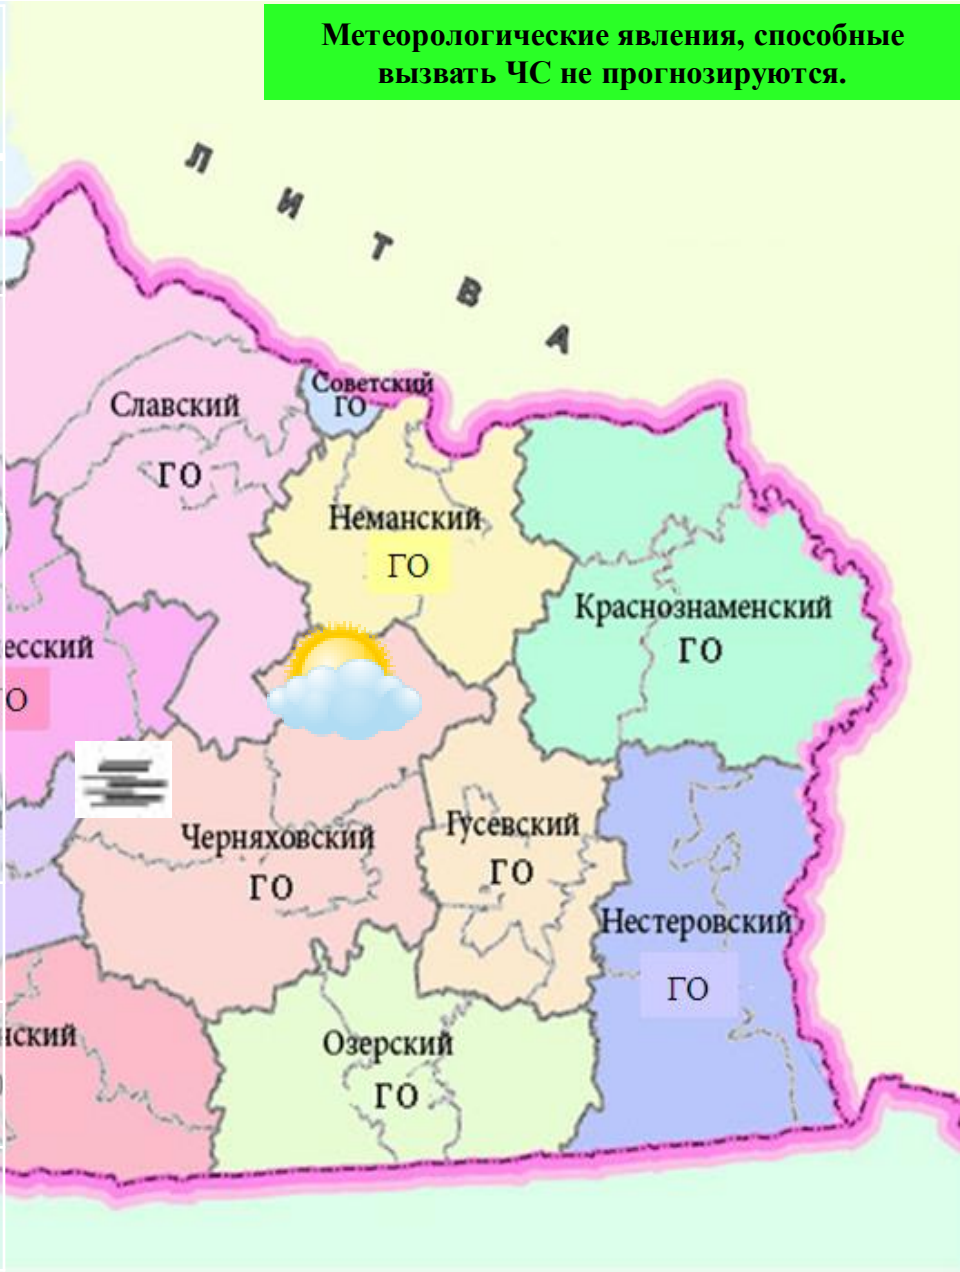 Метеорологические явления, способные
вызвать ЧС не прогнозируются.
ЛИТВА
Советский
ГО
Славский
ГО
Неманский
ГО
Краснознаменский
ГО
есский
О
Гусевский
ГО
Черняховский
ГО
Нестеровский
ГО
нский
Озерский
ГО